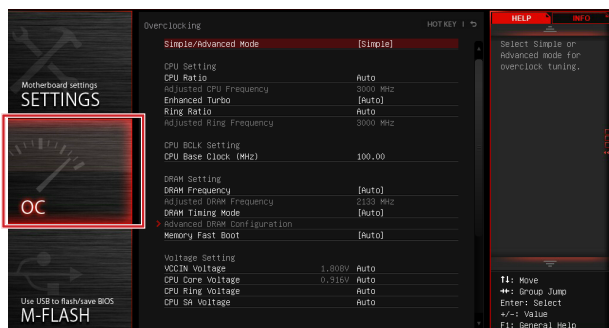 Overclocking
HOT KEY | ↶
HELP
INFO
Motherboard settings
SETTINGS
OC
Use USB to flash/save BIOS
M-FLASH
Simple/Advanced Mode [Simple]
CPU Setting
CPU Ratio Auto
Adjusted CPU Frequency 3000 MHz
Enhanced Turbo [Auto]
Ring Ratio Auto
Adjusted Ring Frequency 3000 MHz
CPU BCLK Setting
CPU Base Clock (MHz) 100.00
DRAM Setting
DRAM Frequency [Auto]
Adjusted DRAM Frequency 2133 MHz
DRAM Timing Mode [Auto]
> Advanced DRAM Configuration
Memory Fast Boot [Auto]
Voltage Setting
VCCIN Voltage 1.808V Auto
CPU Core Voltage 0.916V Auto
CPU Ring Voltage Auto
CPU SA Voltage Auto
Select Simple or
Advanced mode for
overclock tuning.
↑↓: Move
→←: Group Jump
Enter: Select
+/-: Value
F1: General Help